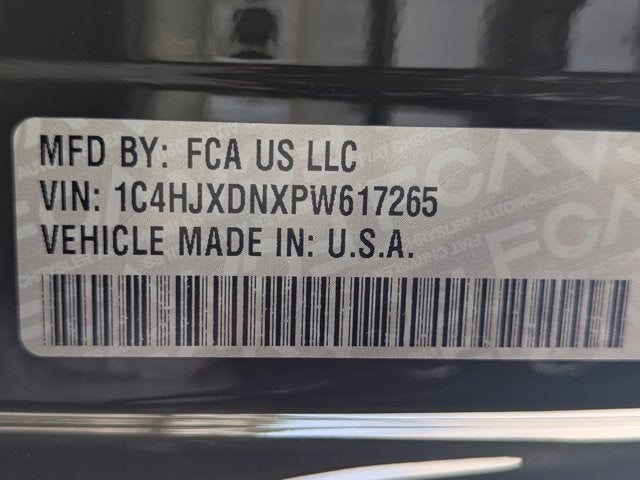 MFD BY: FCA US LLC
VIN: 1C4HJXDNXPW617265
VEHICLE MADE IN: U.S.A.